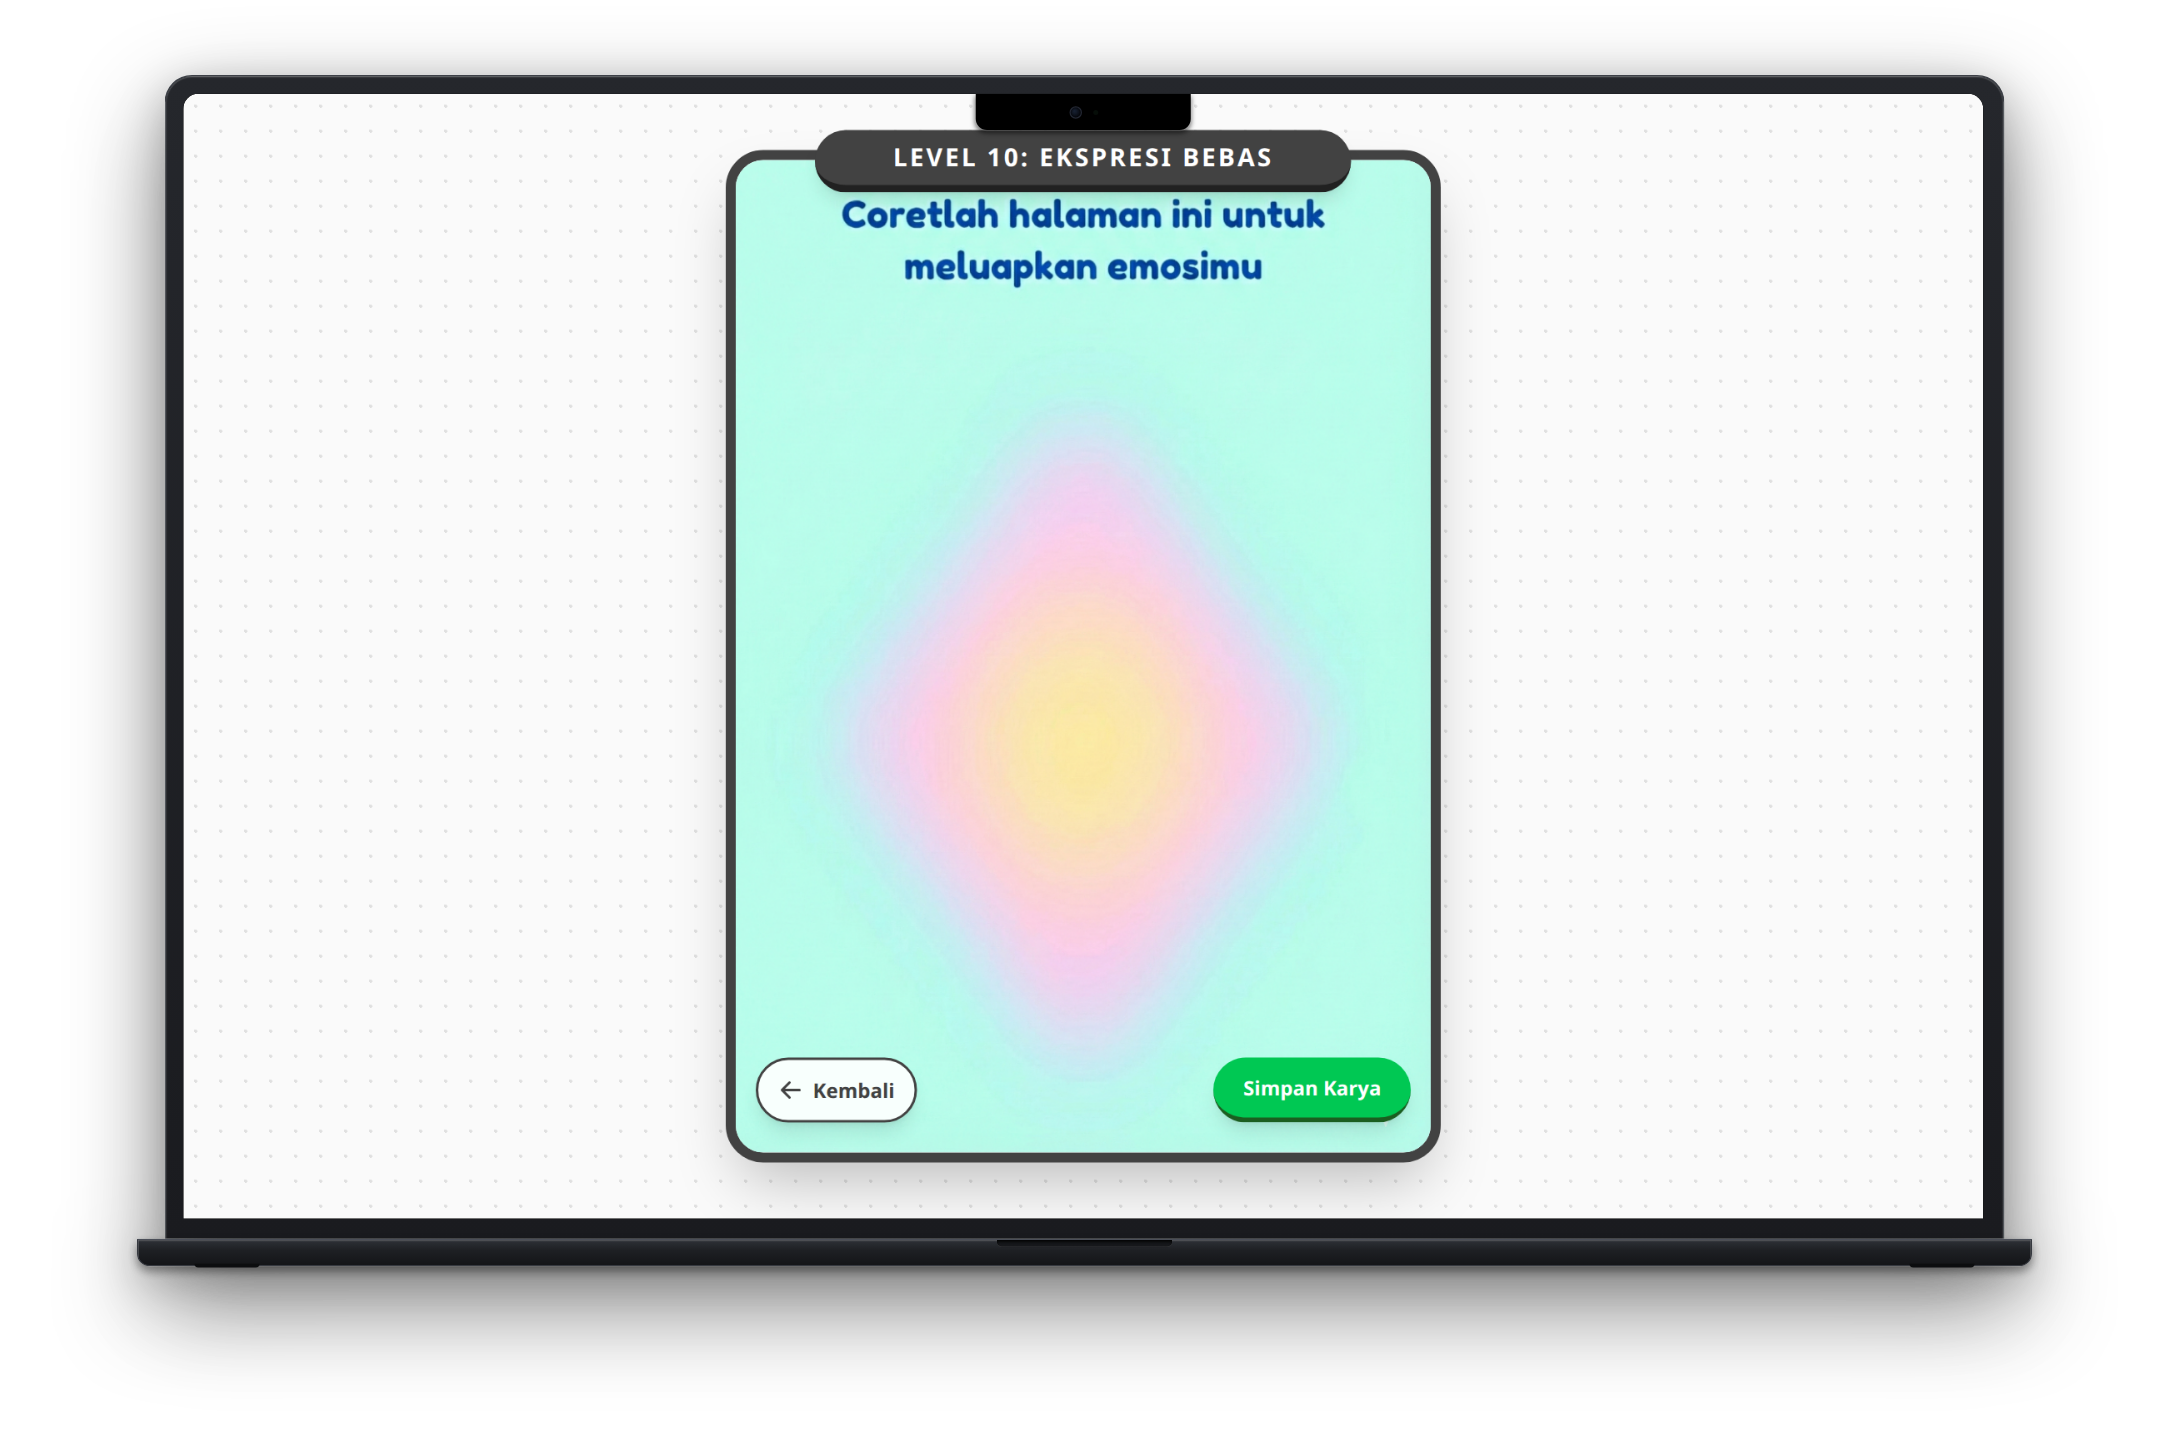 LEVEL 10: EKSPRESI BEBAS
Coretlah halaman ini untuk
meluapkan emosimu
Kembali
Simpan Karya